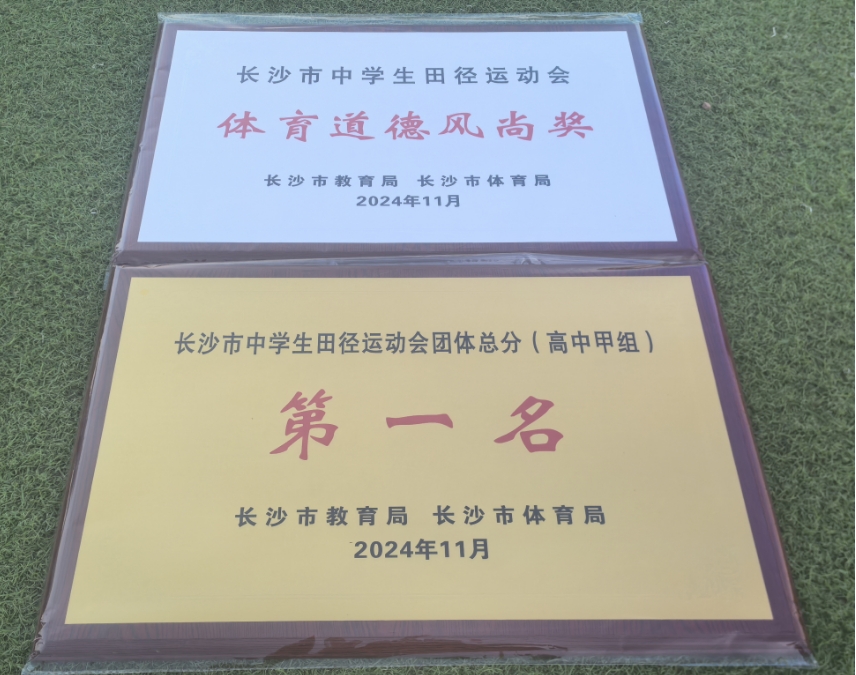 长沙市中学生田径运动会
体育道德风尚奖
长沙市教育局 长沙市体育局
2024年11月
长沙市中学生田径运动会团体总分（高中甲组）
第一名
长沙市教育局 长沙市体育局
2024年11月